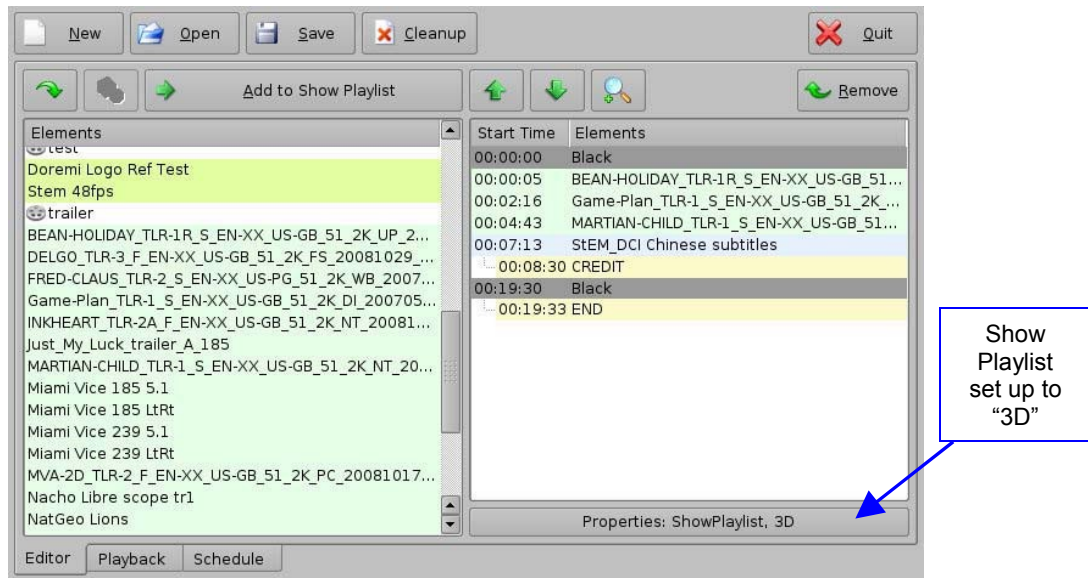 New Open Save Cleanup Quit
Add to Show Playlist Remove
Elements
test
Doremi Logo Ref Test
Stem 48fps
trailer
BEAN-HOLIDAY_TLR-1R_S_EN-XX_US-GB_51_2K_UP_2...
DELGO_TLR-3_F_EN-XX_US-GB_51_2K_FS_20081029_...
FRED-CLAUS_TLR-2_S_EN-XX_US-PG_51_2K_WB_2007...
Game-Plan_TLR-1_S_EN-XX_US-GB_51_2K_DI_200705...
INKHEART_TLR-2A_F_EN-XX_US-GB_51_2K_NT_20081...
Just_My_Luck_trailer_A_185
MARTIAN-CHILD_TLR-1_S_EN-XX_US-GB_51_2K_NT_20...
Miami Vice 185 5.1
Miami Vice 185 LtRt
Miami Vice 239 5.1
Miami Vice 239 LtRt
MVA-2D_TLR-2_F_EN-XX_US-GB_51_2K_PC_20081017...
Nacho Libre scope tr1
NatGeo Lions
Start Time Elements
00:00:00 Black
00:00:05 BEAN-HOLIDAY_TLR-1R_S_EN-XX_US-GB_51...
00:02:16 Game-Plan_TLR-1_S_EN-XX_US-GB_51_2K_...
00:04:43 MARTIAN-CHILD_TLR-1_S_EN-XX_US-GB_51...
00:07:13 StEM_DCI Chinese subtitles
00:08:30 CREDIT
00:19:30 Black
00:19:33 END
Properties: ShowPlaylist, 3D
Editor Playback Schedule
Show
Playlist
set up to
“3D”